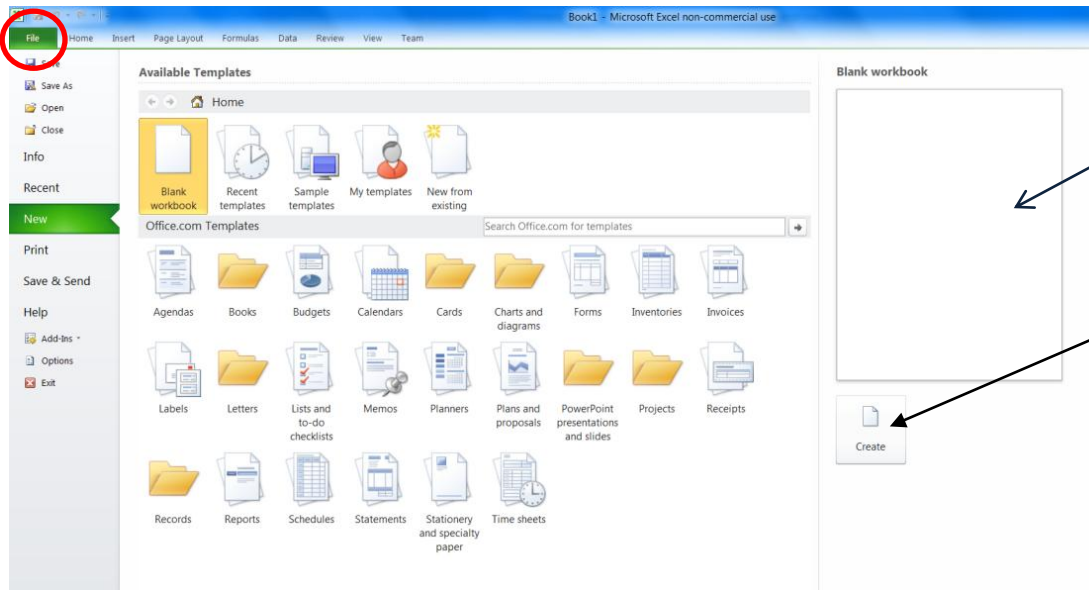 Book1 - Microsoft Excel non-commercial use
File Home Insert Page Layout Formulas Data Review View Team
Save
Save As
Open
Close
Info
Recent
New
Print
Save & Send
Help
Add-Ins
Options
Exit
Available Templates
Home
Blank workbook
Recent templates
Sample templates
My templates
New from existing
Office.com Templates
Search Office.com for templates
Agendas
Books
Budgets
Calendars
Cards
Charts and diagrams
Forms
Inventories
Invoices
Labels
Letters
Lists and to-do checklists
Memos
Planners
Plans and proposals
PowerPoint presentations and slides
Projects
Receipts
Records
Reports
Schedules
Statements
Stationery and specialty paper
Time sheets
Blank workbook
Create